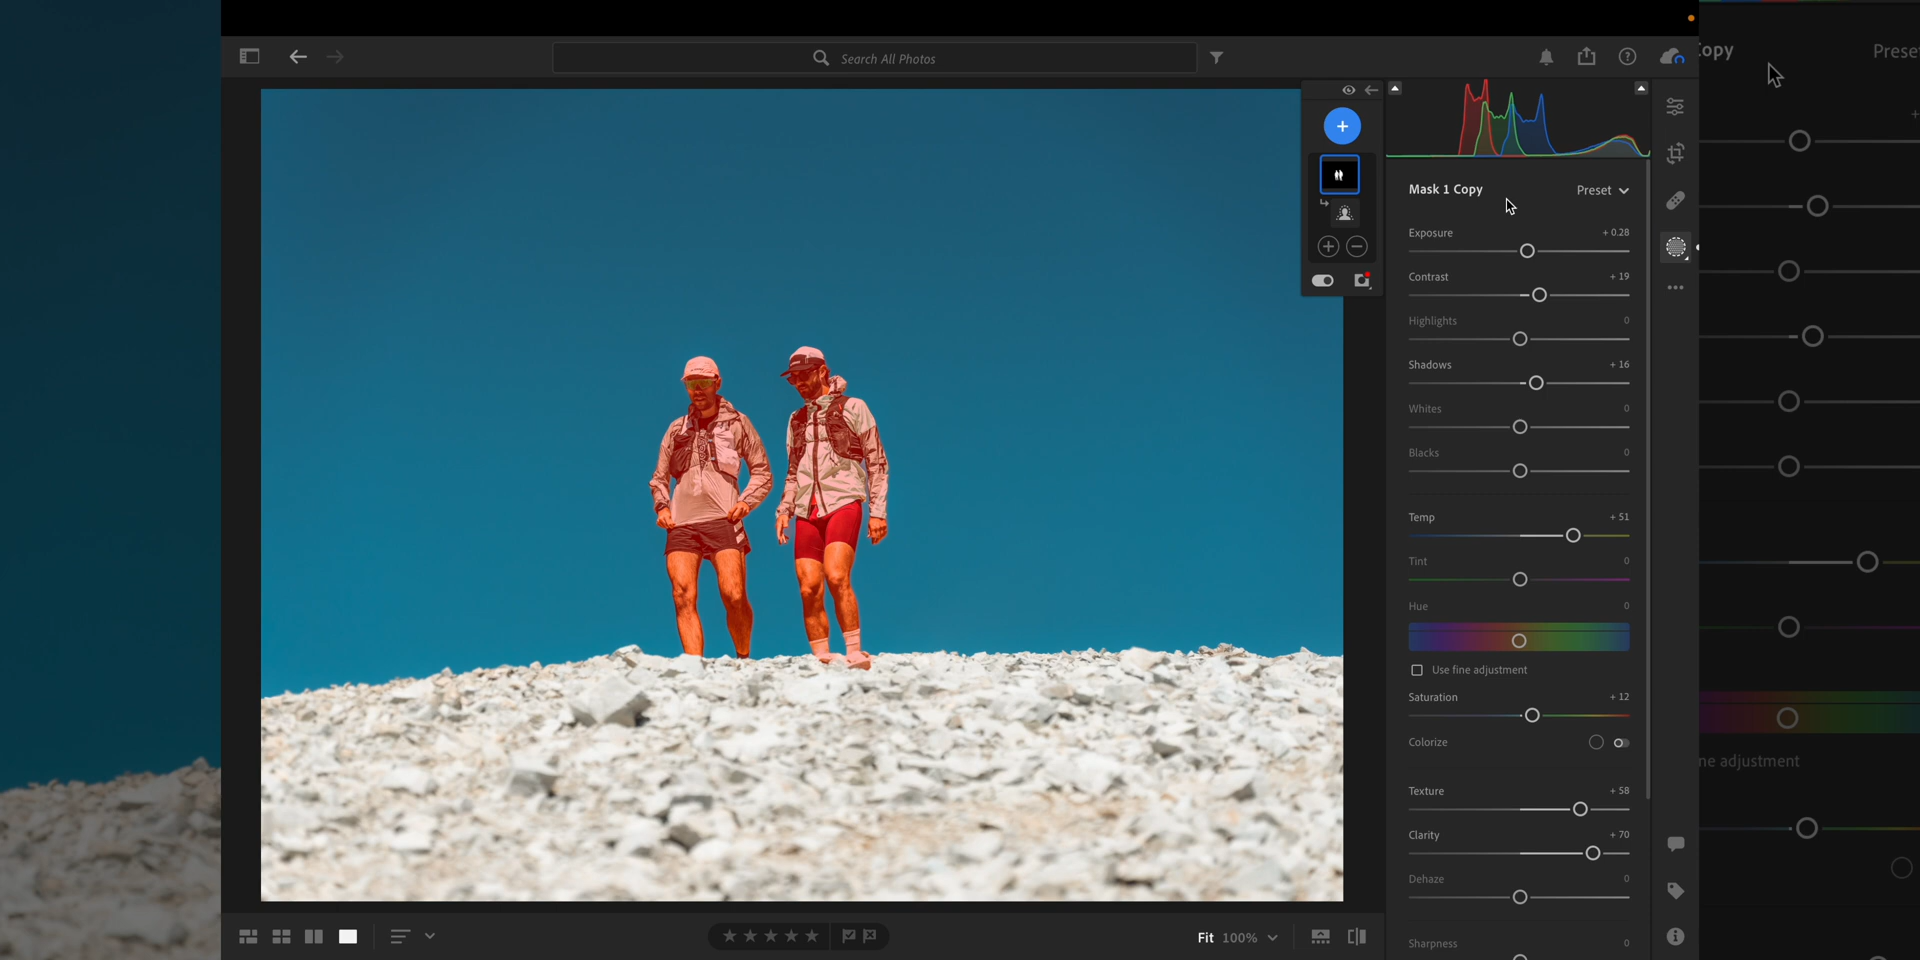 Search All Photos
Mask 1 Copy
Preset
Exposure
+ 0.28
Contrast
+ 19
Highlights
0
Shadows
+ 16
Whites
0
Blacks
0
Temp
+ 51
Tint
0
Hue
0
Use fine adjustment
Saturation
+ 12
Colorize
Texture
+ 58
Clarity
+ 70
Dehaze
0
Sharpness
0
Fit
100%
opy
Prese
ne adjustment